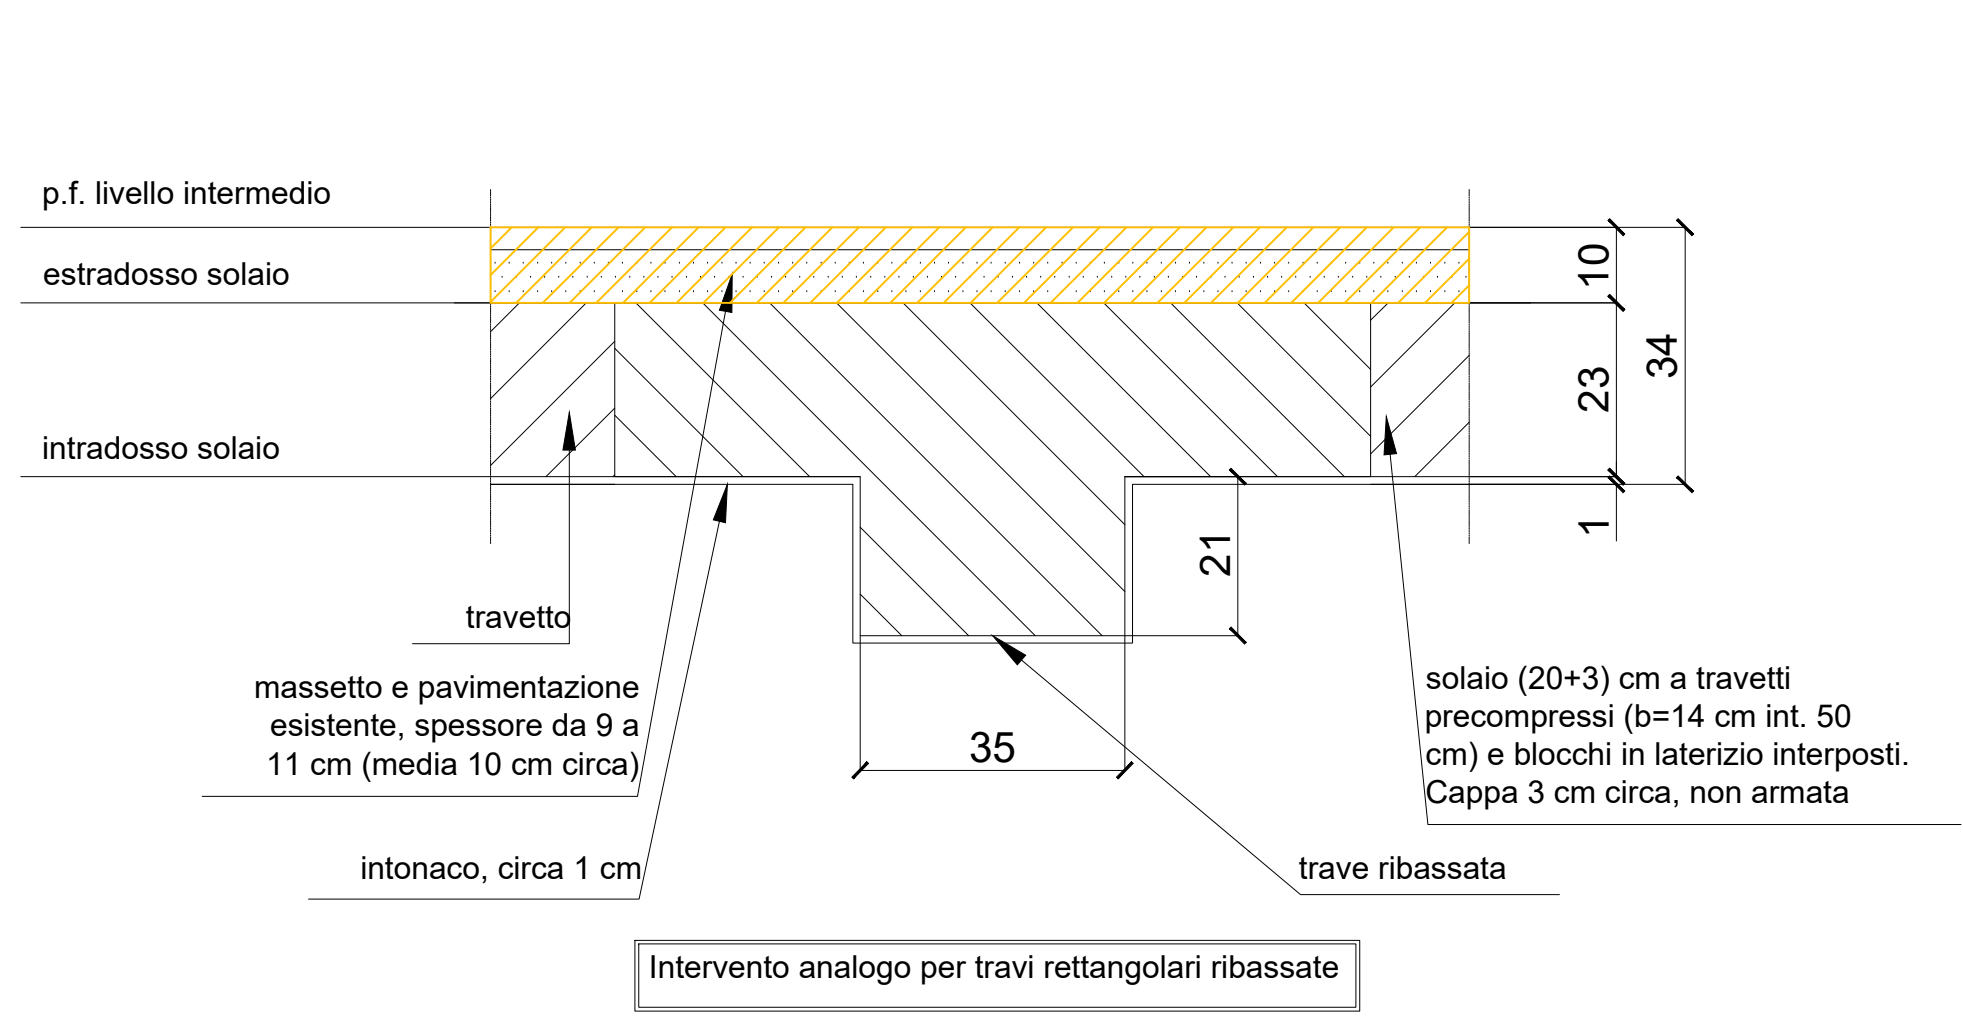 p.f. livello intermedio
estradosso solaio
intradosso solaio
10
23
34
1
21
35
travetto
massetto e pavimentazione
esistente, spessore da 9 a
11 cm (media 10 cm circa)
intonaco, circa 1 cm
solaio (20+3) cm a travetti
precompressi (b=14 cm int. 50
cm) e blocchi in laterizio interposti.
Cappa 3 cm circa, non armata
trave ribassata
Intervento analogo per travi rettangolari ribassate